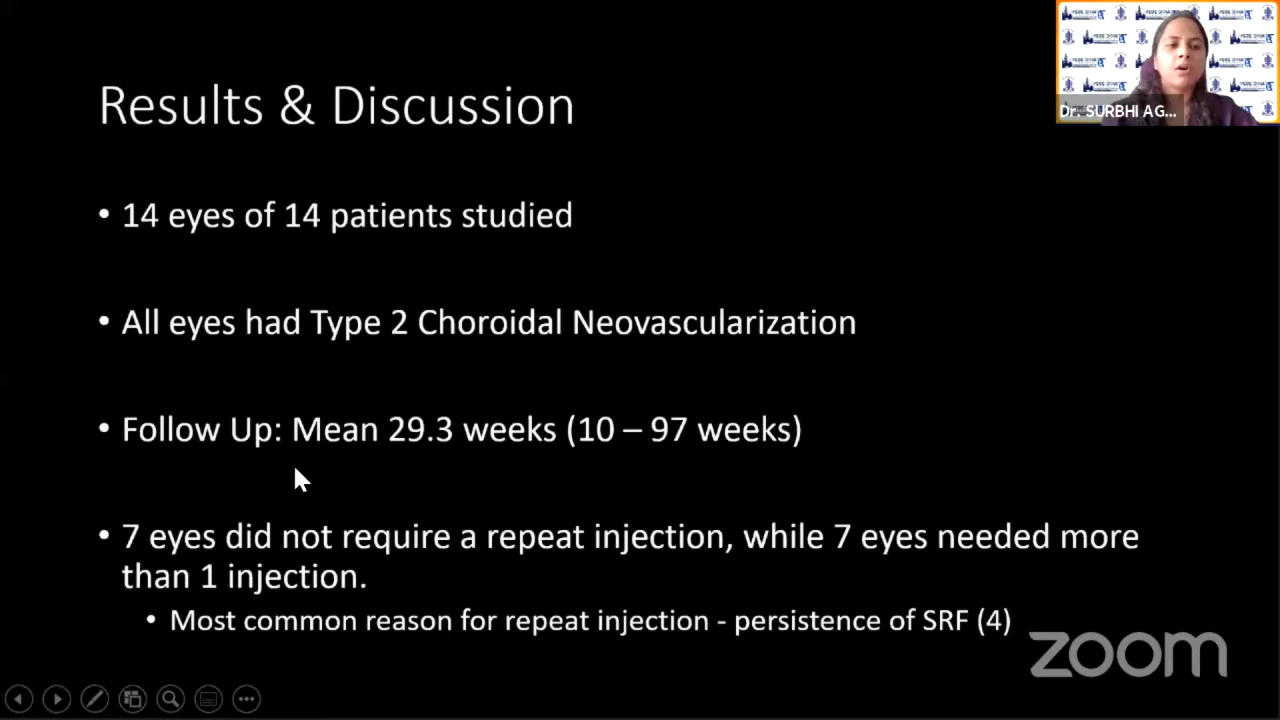 Results & Discussion
• 14 eyes of 14 patients studied
• All eyes had Type 2 Choroidal Neovascularization
• Follow Up: Mean 29.3 weeks (10 – 97 weeks)
• 7 eyes did not require a repeat injection, while 7 eyes needed more
than 1 injection.
• Most common reason for repeat injection - persistence of SRF (4)
Dr. SURBHI AG...
zoom